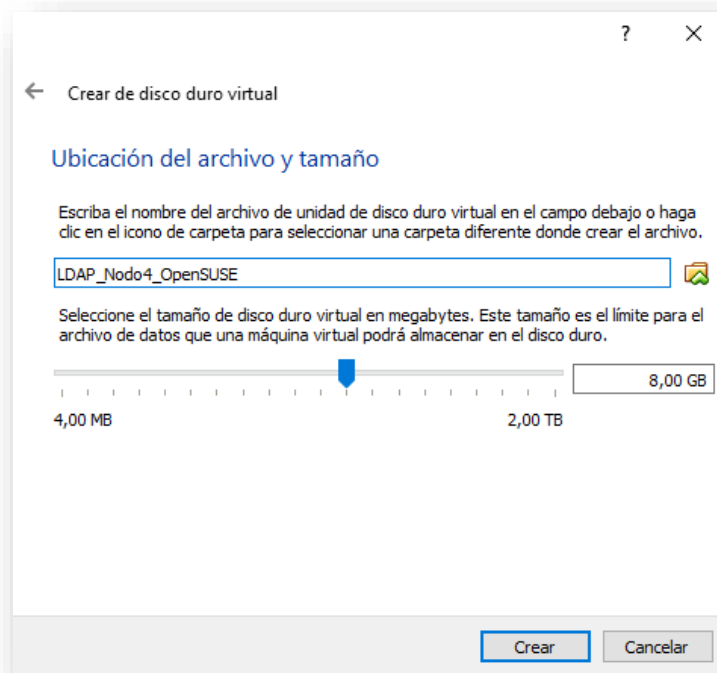 ?
Crear de disco duro virtual
Ubicación del archivo y tamaño
Escriba el nombre del archivo de unidad de disco duro virtual en el campo debajo o haga
clic en el icono de carpeta para seleccionar una carpeta diferente donde crear el archivo.
LDAP_Nodo4_OpenSUSE
Seleccione el tamaño de disco duro virtual en megabytes. Este tamaño es el límite para el
archivo de datos que una máquina virtual podrá almacenar en el disco duro.
8,00 GB
4,00 MB 2,00 TB
Crear Cancelar